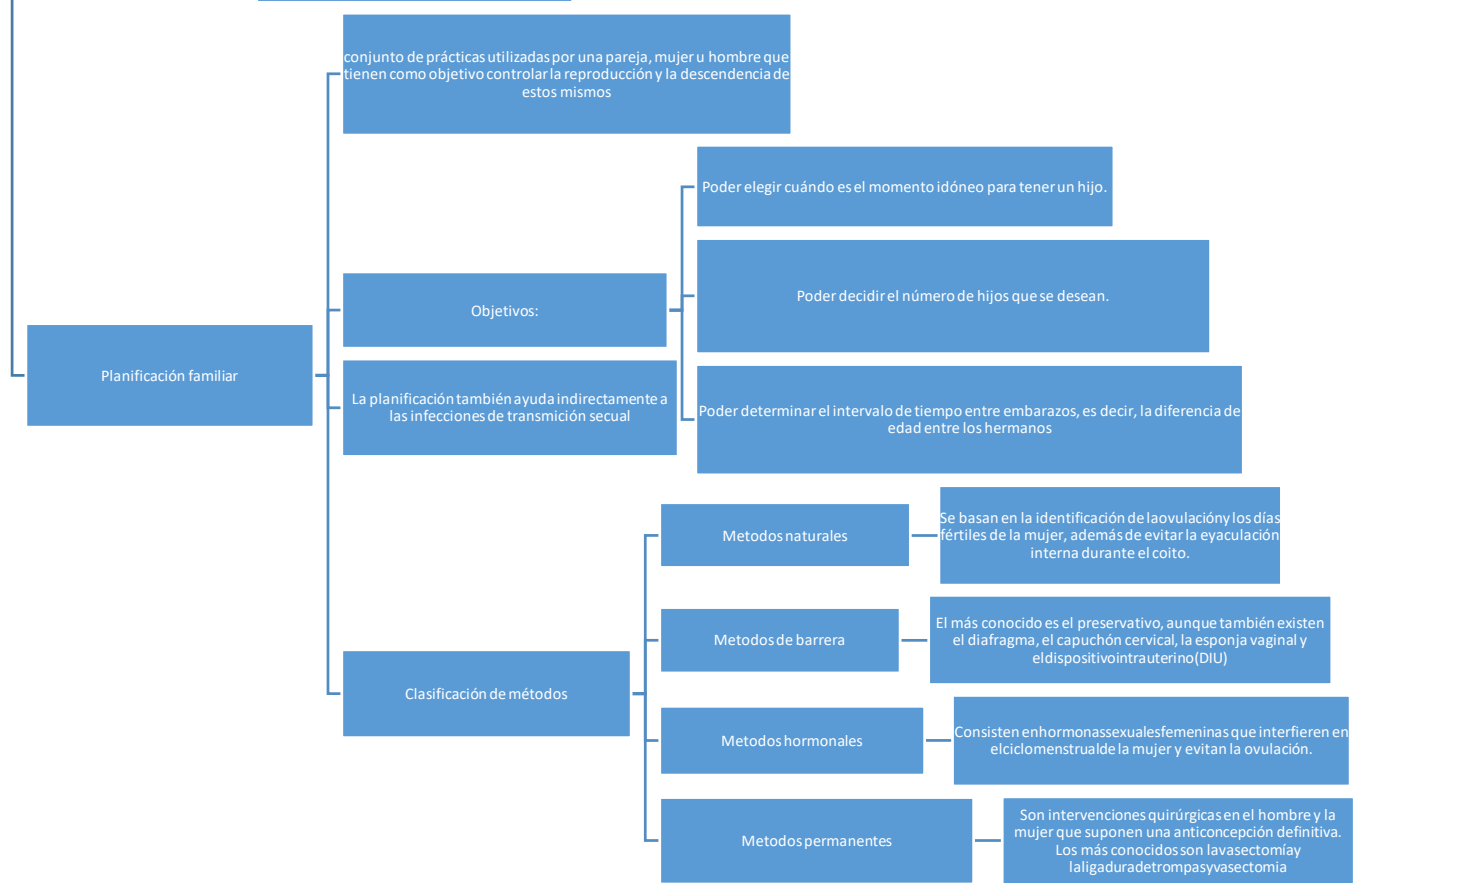 conjunto de prácticas utilizadas por una pareja, mujer u hombre que
tienen como objetivo controlar la reproducción y la descendencia de
estos mismos
Poder elegir cuándo es el momento idóneo para tener un hijo.
Poder decidir el número de hijos que se desean.
Objetivos:
Planificación familiar
La planificación también ayuda indirectamente a
las infecciones de transmición secual
Poder determinar el intervalo de tiempo entre embarazos, es decir, la diferencia de
edad entre los hermanos
Metodos naturales
Se basan en la identificación de laovulacióny los días
fértiles de la mujer, además de evitar la eyaculación
interna durante el coito.
Metodos de barrera
El más conocido es el preservativo, aunque también existen
el diafragma, el capuchón cervical, la esponja vaginal y
eldispositivointrauterino(DIU)
Clasificación de métodos
Metodos hormonales
Consisten enhormonassexualesfemeninas que interfieren en
elciclomenstrualde la mujer y evitan la ovulación.
Metodos permanentes
Son intervenciones quirúrgicas en el hombre y la
mujer que suponen una anticoncepción definitiva.
Los más conocidos son lavasectomíay
laligaduradetrompasyvasectomia